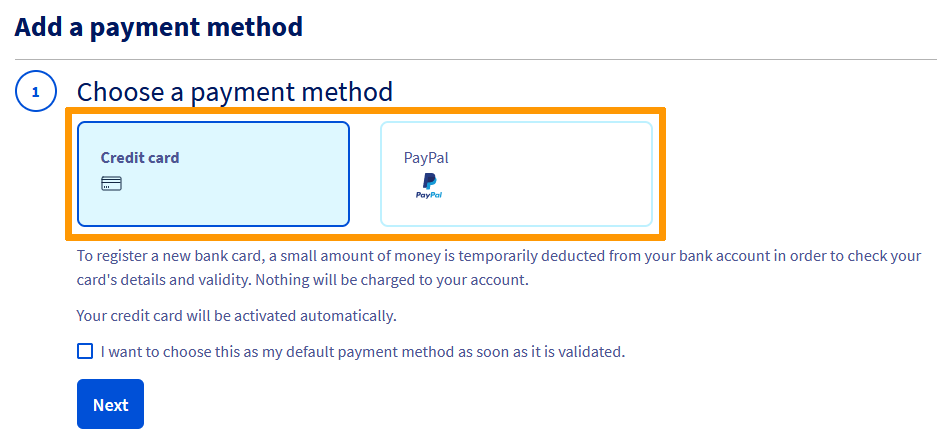 Add a payment method
1
Choose a payment method
Credit card
PayPal
PayPal
To register a new bank card, a small amount of money is temporarily deducted from your bank account in order to check your
card's details and validity. Nothing will be charged to your account.
Your credit card will be activated automatically.
I want to choose this as my default payment method as soon as it is validated.
Next